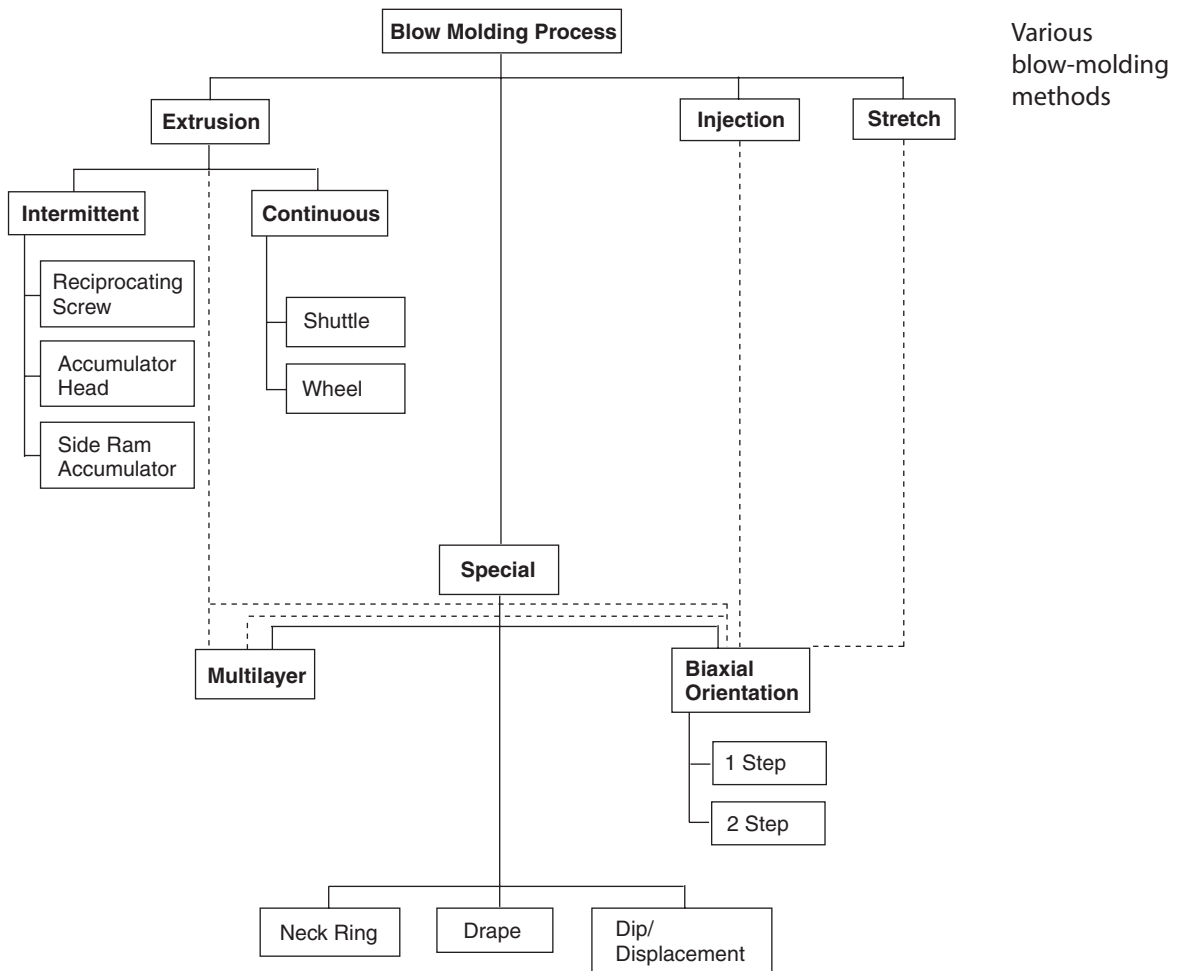 Blow Molding Process
Various
blow-molding
methods
Extrusion
Injection
Stretch
Intermittent
Continuous
Reciprocating
Screw
Shuttle
Accumulator
Head
Wheel
Side Ram
Accumulator
Special
Multilayer
Biaxial
Orientation
1 Step
2 Step
Neck Ring
Drape
Dip/
Displacement